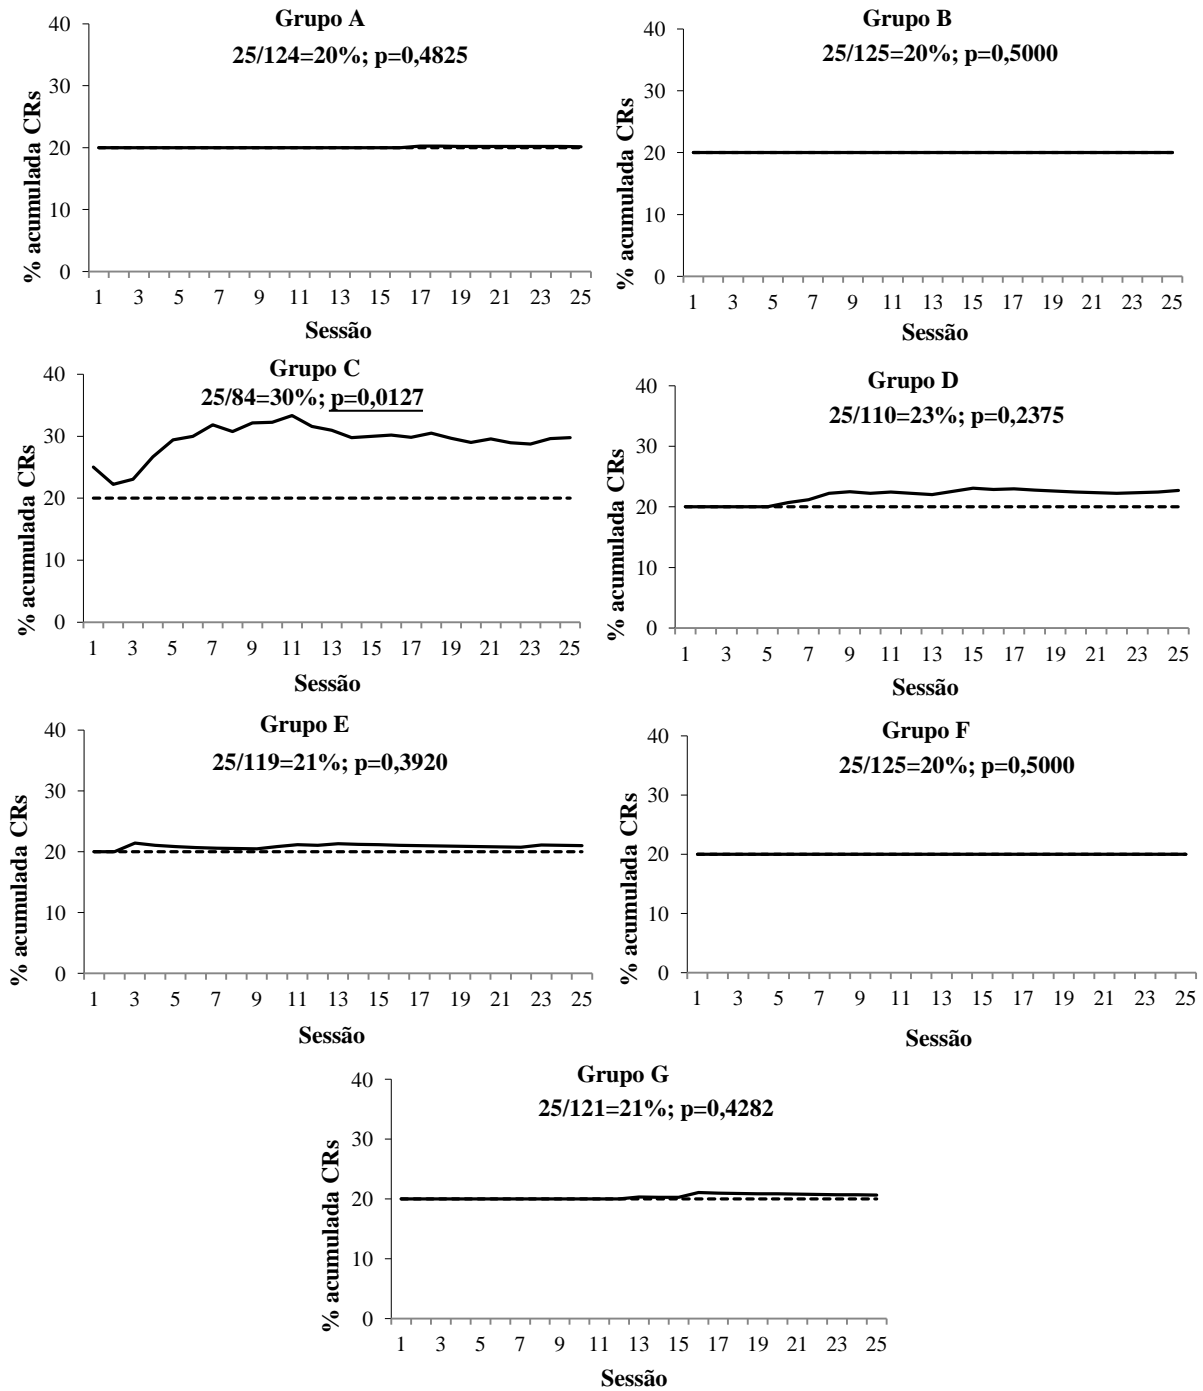 Grupo A
25/124=20%; p=0,4825
% acumulada CRs
40
30
20
10
0
1 3 5 7 9 11 13 15 17 19 21 23 25
Sessão
Grupo B
25/125=20%; p=0,5000
% acumulada CRs
40
30
20
10
0
1 3 5 7 9 11 13 15 17 19 21 23 25
Sessão
Grupo C
25/84=30%; p=0,0127
% acumulada CRs
40
30
20
10
0
1 3 5 7 9 11 13 15 17 19 21 23 25
Sessão
Grupo D
25/110=23%; p=0,2375
% acumulada CRs
40
30
20
10
0
1 3 5 7 9 11 13 15 17 19 21 23 25
Sessão
Grupo E
25/119=21%; p=0,3920
% acumulada CRs
40
30
20
10
0
1 3 5 7 9 11 13 15 17 19 21 23 25
Sessão
Grupo F
25/125=20%; p=0,5000
% acumulada CRs
40
30
20
10
0
1 3 5 7 9 11 13 15 17 19 21 23 25
Sessão
Grupo G
25/121=21%; p=0,4282
% acumulada CRs
40
30
20
10
0
1 3 5 7 9 11 13 15 17 19 21 23 25
Sessão